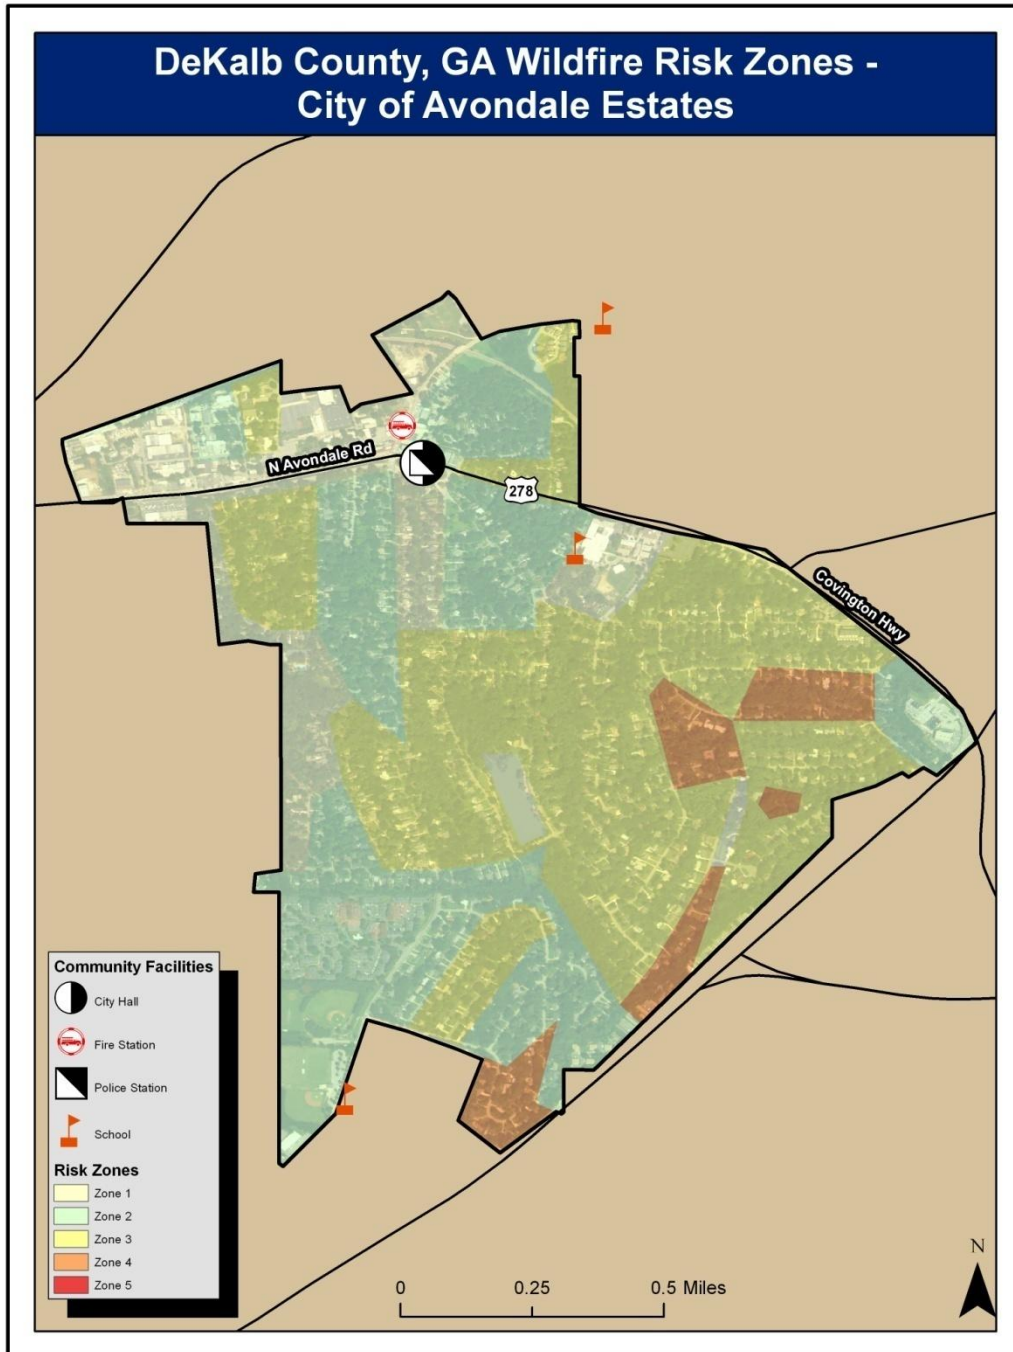 DeKalb County, GA Wildfire Risk Zones -
City of Avondale Estates
N Avondale Rd
278
Covington Hwy
Community Facilities
City Hall
Fire Station
Police Station
School
Risk Zones
Zone 1
Zone 2
Zone 3
Zone 4
Zone 5
0 0.25 0.5 Miles
N